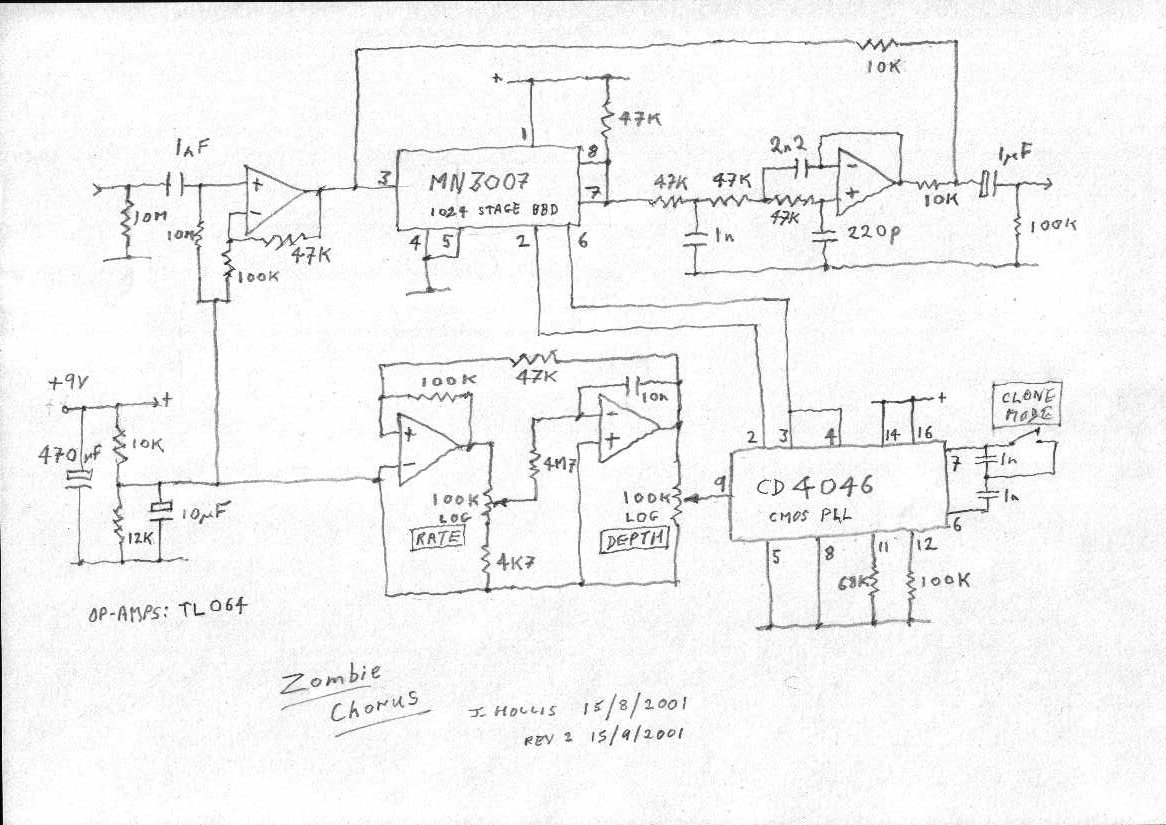 10K
+
47K
1nF
1
8
3
MN3007
7
1024 STAGE BBD
47K
47K
2n2
47K
1n
220p
10K
1µF
100K
10M
10M
+
-
47K
100K
4
5
2
6
-
+
+9V
+
470µF
10K
10µF
12K
47K
100K
+
-
100K
LOG
RATE
4K7
4M7
10n
-
+
100K
LOG
DEPTH
9
2
3
4
14
16
+
CD4046
CMOS PLL
CLONE
MODE
7
1n
1n
6
5
8
11
12
68K
100K
OP-AMPS: TL064
Zombie
Chorus
J. HOLLIS 15/8/2001
REV 2 15/9/2001